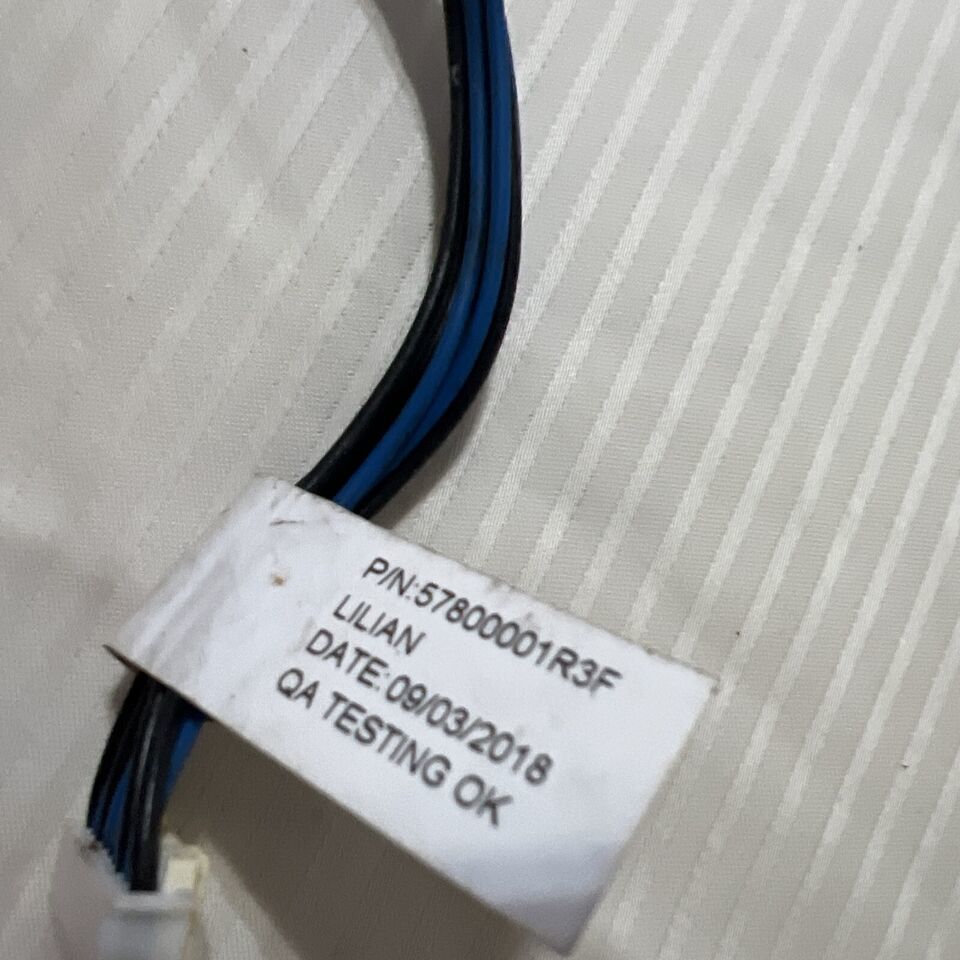 P/N:57800001R3F
LILIAN
DATE:09/03/2018
QA TESTING OK